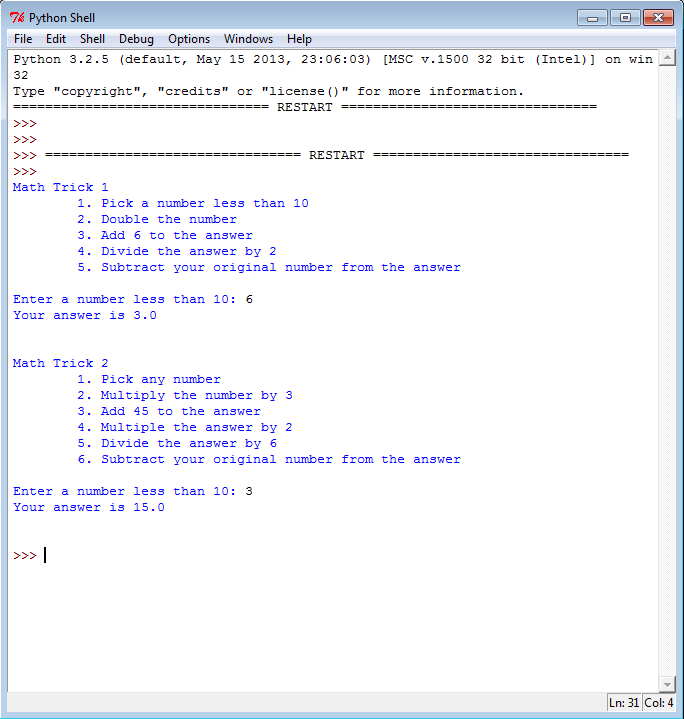 Python Shell
File Edit Shell Debug Options Windows Help
Python 3.2.5 (default, May 15 2013, 23:06:03) [MSC v.1500 32 bit (Intel)] on win
32
Type "copyright", "credits" or "license()" for more information.
================================ RESTART ================================
>>>
>>>
>>> ================================ RESTART ================================
>>>
Math Trick 1
1. Pick a number less than 10
2. Double the number
3. Add 6 to the answer
4. Divide the answer by 2
5. Subtract your original number from the answer
Enter a number less than 10: 6
Your answer is 3.0
Math Trick 2
1. Pick any number
2. Multiply the number by 3
3. Add 45 to the answer
4. Multiple the answer by 2
5. Divide the answer by 6
6. Subtract your original number from the answer
Enter a number less than 10: 3
Your answer is 15.0
>>>
Ln: 31 Col: 4